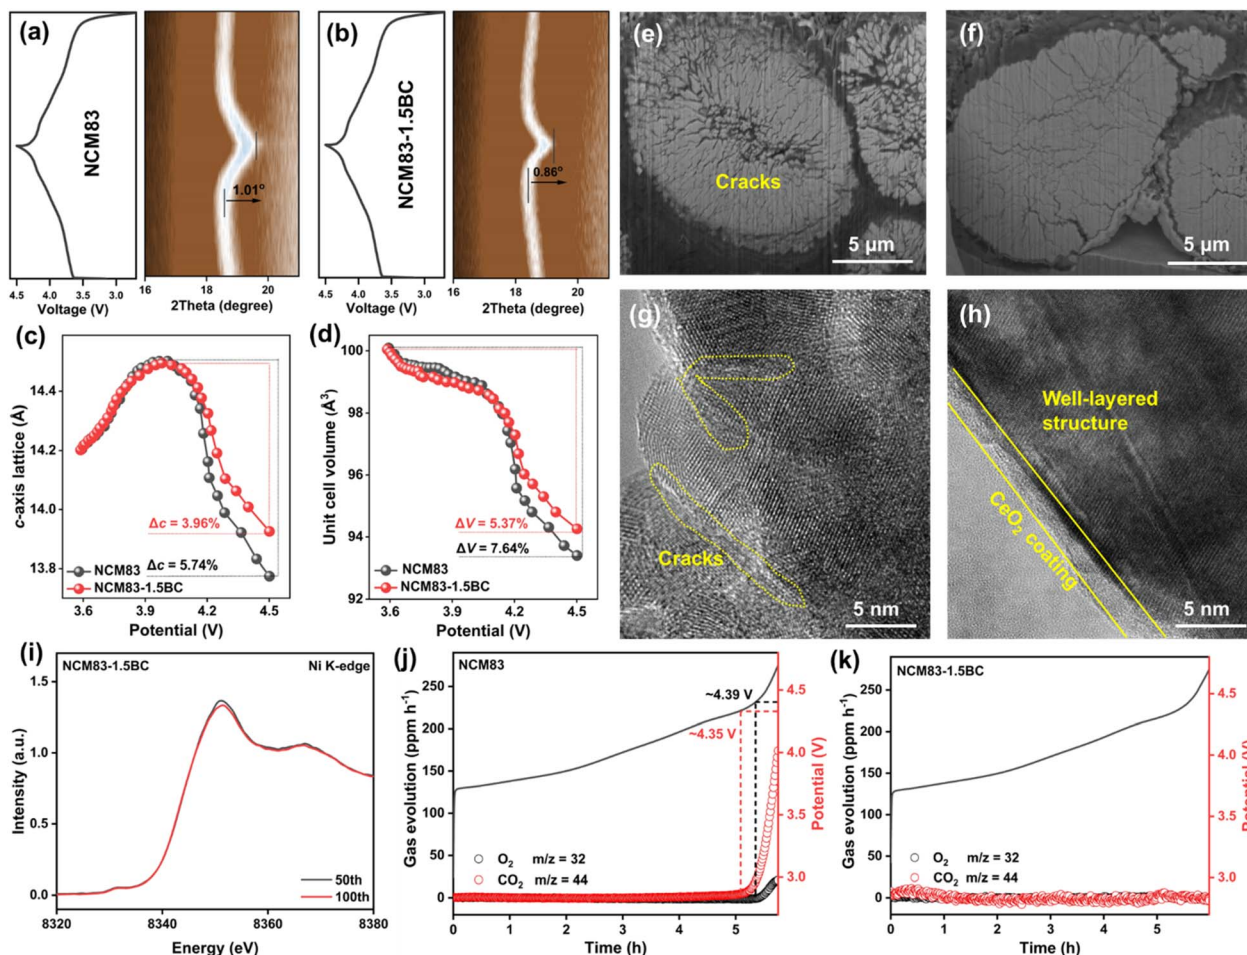 (a)
NCM83
1.01°
4.5 4.0 3.5 3.0
Voltage (V)
16 18 20
2Theta (degree)
(b)
NCM83-1.5BC
0.86°
4.5 4.0 3.5 3.0
Voltage (V)
16 18 20
2Theta (degree)
(e)
Cracks
5 μm
(f)
5 μm
(c)
c-axis lattice (Å)
14.4
14.2
14.0
13.8
Δc = 3.96%
Δc = 5.74%
NCM83
NCM83-1.5BC
3.6 3.9 4.2 4.5
Potential (V)
(d)
Unit cell volume (Å³)
100
98
96
94
92
ΔV = 5.37%
ΔV = 7.64%
NCM83
NCM83-1.5BC
3.6 3.9 4.2 4.5
Potential (V)
(g)
Cracks
5 nm
(h)
Well-layered
structure
CeO₂ coating
5 nm
(i)
NCM83-1.5BC
Ni K-edge
Intensity (a.u.)
1.5
1.0
0.5
0.0
50th
100th
8320 8340 8360 8380
Energy (eV)
(j)
NCM83
Gas evolution (ppm h⁻¹)
250
200
150
100
50
0
~4.39 V
~4.35 V
O₂ m/z = 32
CO₂ m/z = 44
4.5
4.0
3.5
3.0
Potential (V)
0 1 2 3 4 5
Time (h)
(k)
NCM83-1.5BC
Gas evolution (ppm h⁻¹)
250
200
150
100
50
0
O₂ m/z = 32
CO₂ m/z = 44
4.5
4.0
3.5
3.0
Potential (V)
0 1 2 3 4 5
Time (h)